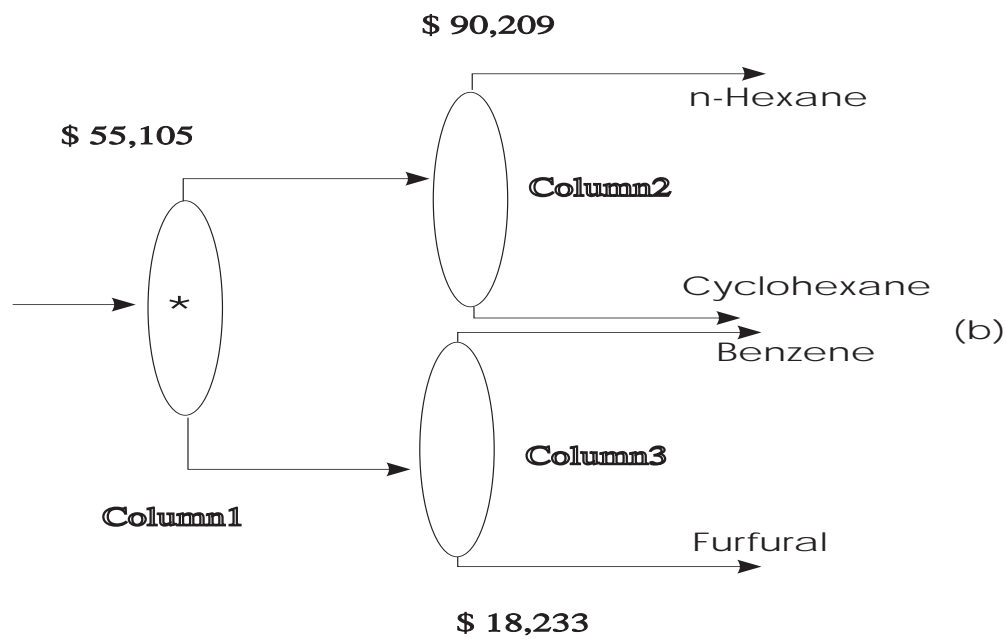 $ 90,209
n-Hexane
$ 55,105
Column2
*
Cyclohexane
Benzene
(b)
Column3
Column1
Furfural
$ 18,233